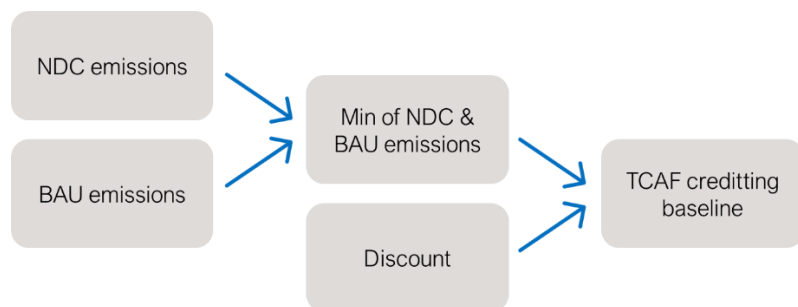 NDC emissions
BAU emissions
Min of NDC &
BAU emissions
Discount
TCAF creditting
baseline